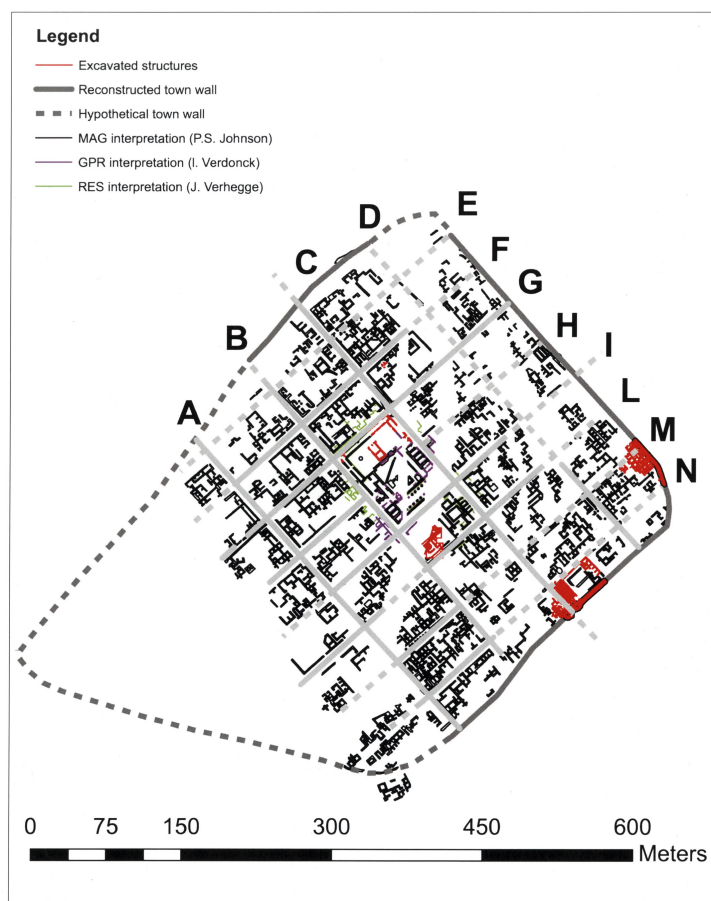 Legend
Excavated structures
Reconstructed town wall
Hypothetical town wall
MAG interpretation (P.S. Johnson)
GPR interpretation (l. Verdonck)
RES interpretation (J. Verhegge)
D
E
C
F
G
B
H
I
A
L
M
N
0 75 150 300 450 600
Meters